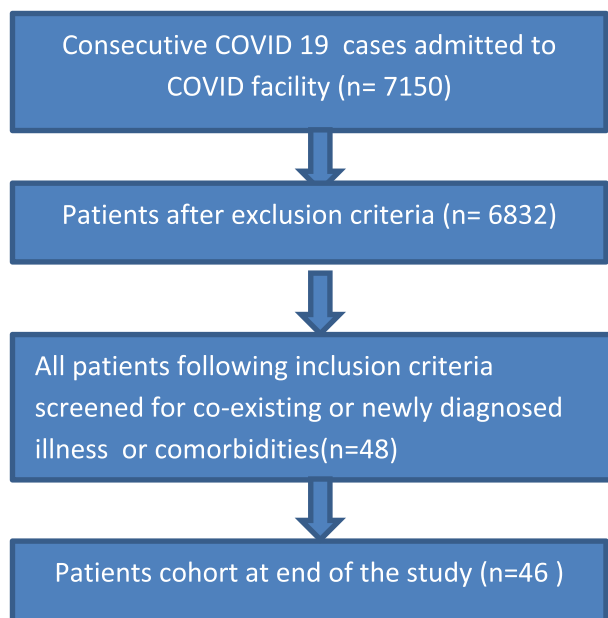 Consecutive COVID 19 cases admitted to
COVID facility (n= 7150)
Patients after exclusion criteria (n= 6832)
All patients following inclusion criteria
screened for co-existing or newly diagnosed
illness or comorbidities(n=48)
Patients cohort at end of the study (n=46 )